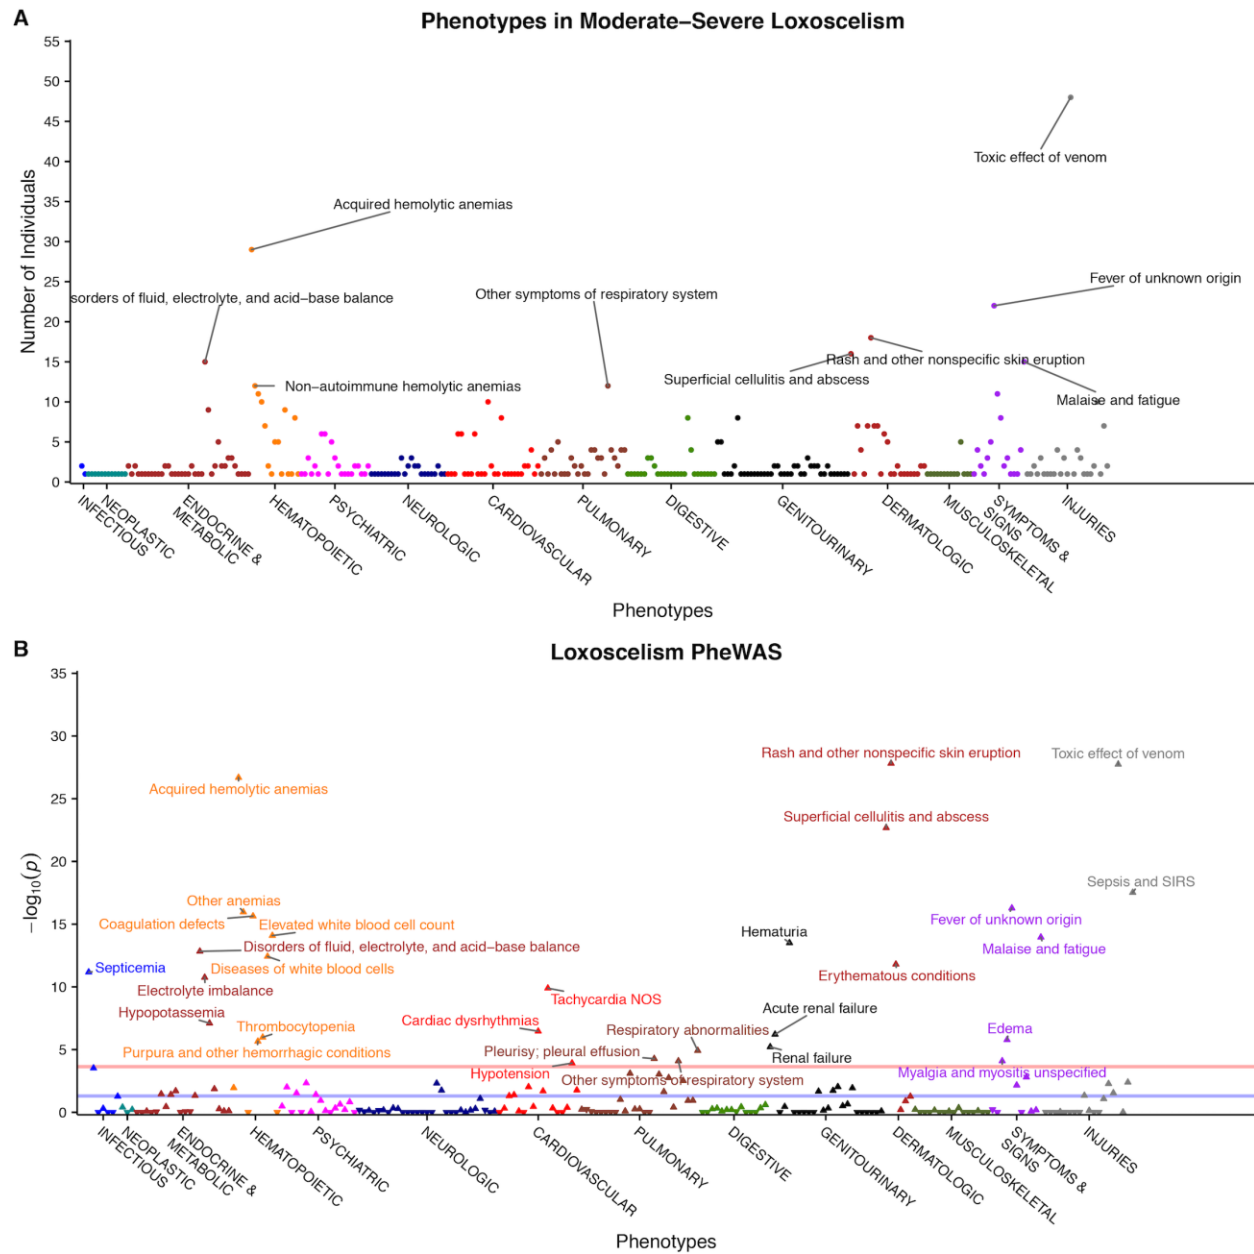 A
Phenotypes in Moderate−Severe Loxoscelism
Number of Individuals
55
50
45
40
35
30
25
20
15
10
5
0
Toxic effect of venom
Acquired hemolytic anemias
Fever of unknown origin
sorders of fluid, electrolyte, and acid−base balance
Other symptoms of respiratory system
Rash and other nonspecific skin eruption
Superficial cellulitis and abscess
Non−autoimmune hemolytic anemias
Malaise and fatigue
INFECTIOUS
NEOPLASTIC
ENDOCRINE &
METABOLIC
HEMATOPOIETIC
PSYCHIATRIC
NEUROLOGIC
CARDIOVASCULAR
PULMONARY
DIGESTIVE
GENITOURINARY
DERMATOLOGIC
MUSCULOSKELETAL
SYMPTOMS &
SIGNS
INJURIES
Phenotypes
B
Loxoscelism PheWAS
−log10(p)
35
30
25
20
15
10
5
0
Rash and other nonspecific skin eruption
Toxic effect of venom
Acquired hemolytic anemias
Superficial cellulitis and abscess
Sepsis and SIRS
Other anemias
Coagulation defects
Elevated white blood cell count
Fever of unknown origin
Hematuria
Disorders of fluid, electrolyte, and acid−base balance
Malaise and fatigue
Septicemia
Diseases of white blood cells
Erythematous conditions
Electrolyte imbalance
Tachycardia NOS
Hypopotassemia
Acute renal failure
Cardiac dysrhythmias
Thrombocytopenia
Respiratory abnormalities
Edema
Purpura and other hemorrhagic conditions
Pleurisy; pleural effusion
Renal failure
Hypotension
Other symptoms of respiratory system
Myalgia and myositis unspecified
INFECTIOUS
NEOPLASTIC
ENDOCRINE &
METABOLIC
HEMATOPOIETIC
PSYCHIATRIC
NEUROLOGIC
CARDIOVASCULAR
PULMONARY
DIGESTIVE
GENITOURINARY
DERMATOLOGIC
MUSCULOSKELETAL
SYMPTOMS &
SIGNS
INJURIES
Phenotypes